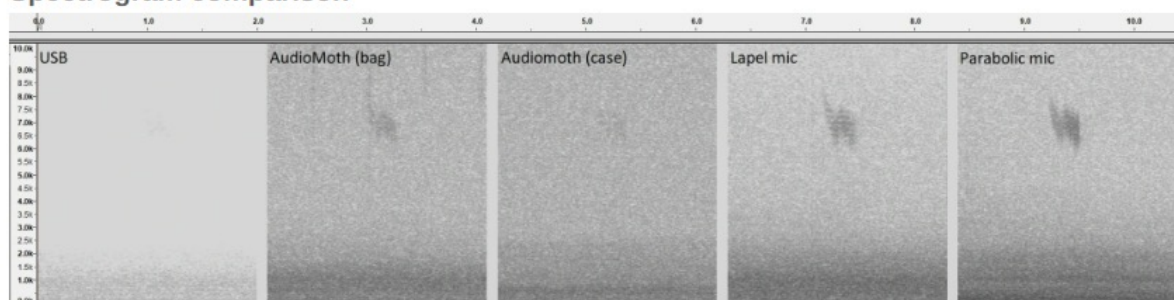 Spectrogram comparison
0.0 1.0 2.0 3.0 4.0 5.0 6.0 7.0 8.0 9.0 10.0
USB AudioMoth (bag) Audiomoth (case) Lapel mic Parabolic mic
10.0k
9.0k
8.5k
8.0k
7.5k
7.0k
6.5k
6.0k
5.5k
5.0k
4.5k
4.0k
3.5k
3.0k
2.5k
2.0k
1.5k
1.0k